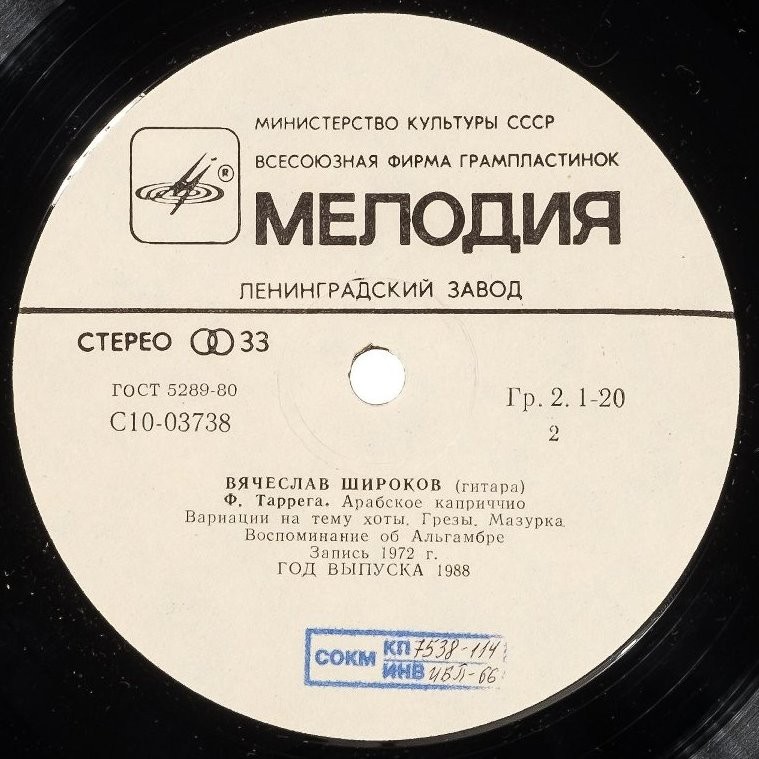 МИНИСТЕРСТВО КУЛЬТУРЫ СССР
ВСЕСОЮЗНАЯ ФИРМА ГРАМПЛАСТИНОК
®
МЕЛОДИЯ
ЛЕНИНГРАДСКИЙ ЗАВОД
СТЕРЕО 33
ГОСТ 5289-80
Гр. 2. 1-20
С10-03738
2
ВЯЧЕСЛАВ ШИРОКОВ (гитара)
Ф. Таррега. Арабское каприччио
Вариации на тему хоты. Грезы. Мазурка
Воспоминание об Альгамбре
Запись 1972 г.
ГОД ВЫПУСКА 1988
СОКМ КП 7538-114
ИНВ ЦВП-66